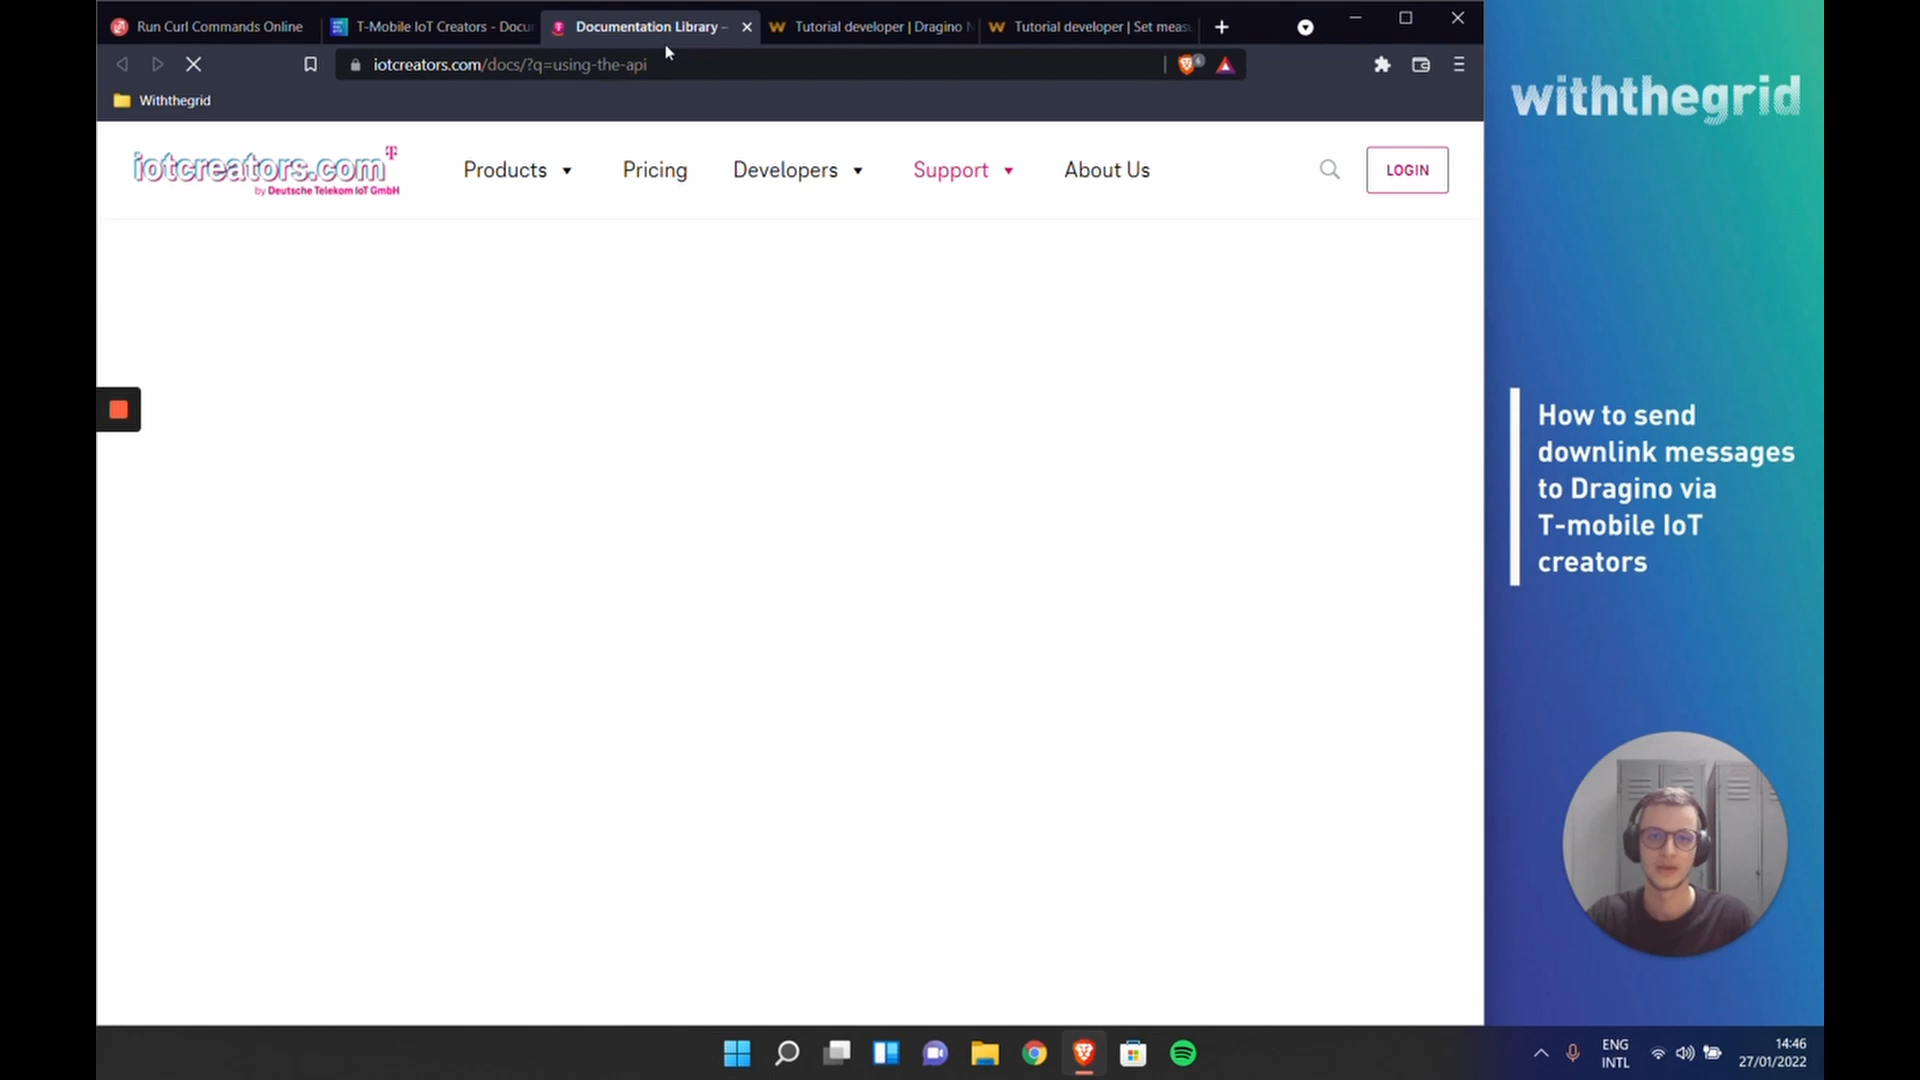 Run Curl Commands Online
T-Mobile IoT Creators - Docu
Documentation Library –
Tutorial developer | Dragino N
Tutorial developer | Set meas
iotcreators.com/docs/?q=using-the-api
Withthegrid
iotcreators.com
by Deutsche Telekom IoT GmbH
Products
Pricing
Developers
Support
About Us
LOGIN
withthegrid
How to send
downlink messages
to Dragino via
T-mobile IoT
creators
ENG
INTL
14:46
27/01/2022